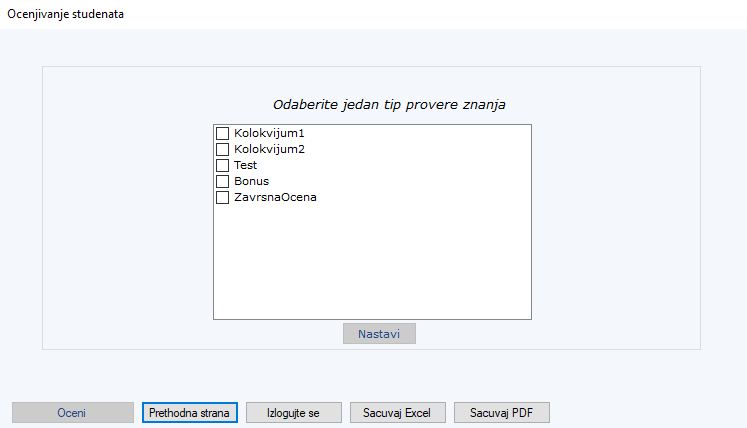 Ocenjivanje studenata
Odaberite jedan tip provere znanja
Kolokvijum1
Kolokvijum2
Test
Bonus
ZavrsnaOcena
Nastavi
Oceni
Prethodna strana
Izlogujte se
Sacuvaj Excel
Sacuvaj PDF